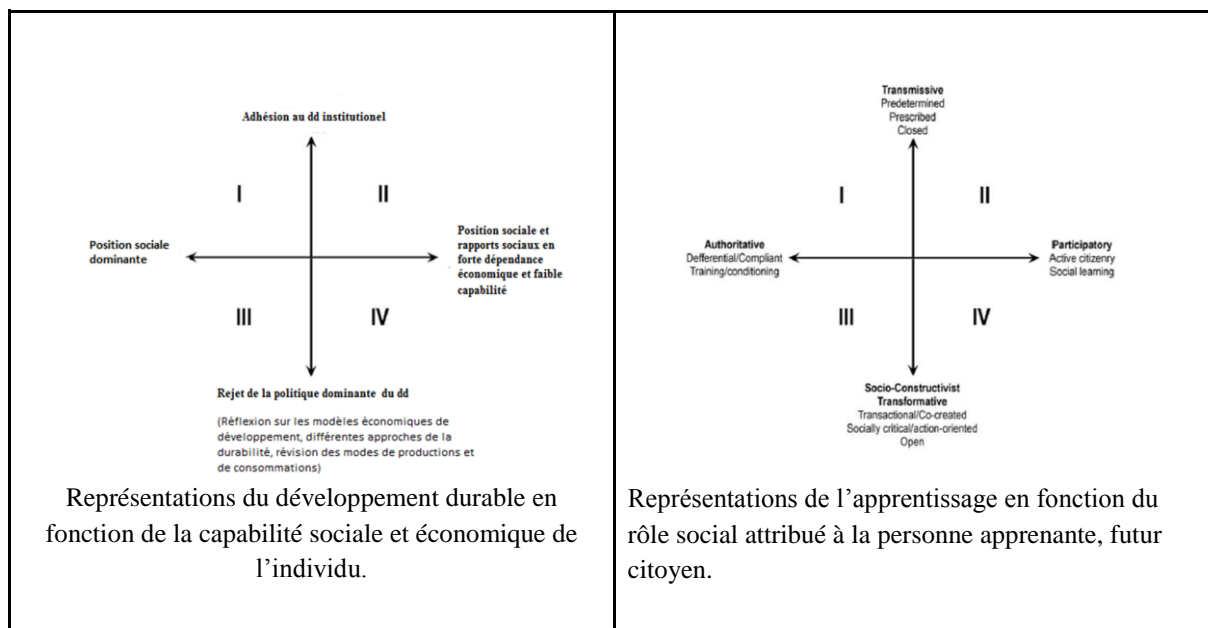 Adhésion au dd institutionel
I
II
Position sociale
dominante
Position sociale et
rapports sociaux en
forte dépendance
économique et faible
capabilité
III
IV
Rejet de la politique dominante du dd
(Réflexion sur les modèles économiques de
développement, différentes approches de la
durabilité, révision des modes de productions et
de consommations)
Représentations du développement durable en
fonction de la capabilité sociale et économique de
l’individu.
Transmissive
Predetermined
Prescribed
Closed
I
II
Authoritative
Defferential/Compliant
Training/conditioning
Participatory
Active citizenry
Social learning
III
IV
Socio-Constructivist
Transformative
Transactional/Co-created
Socially critical/action-oriented
Open
Représentations de l’apprentissage en fonction du
rôle social attribué à la personne apprenante, futur
citoyen.